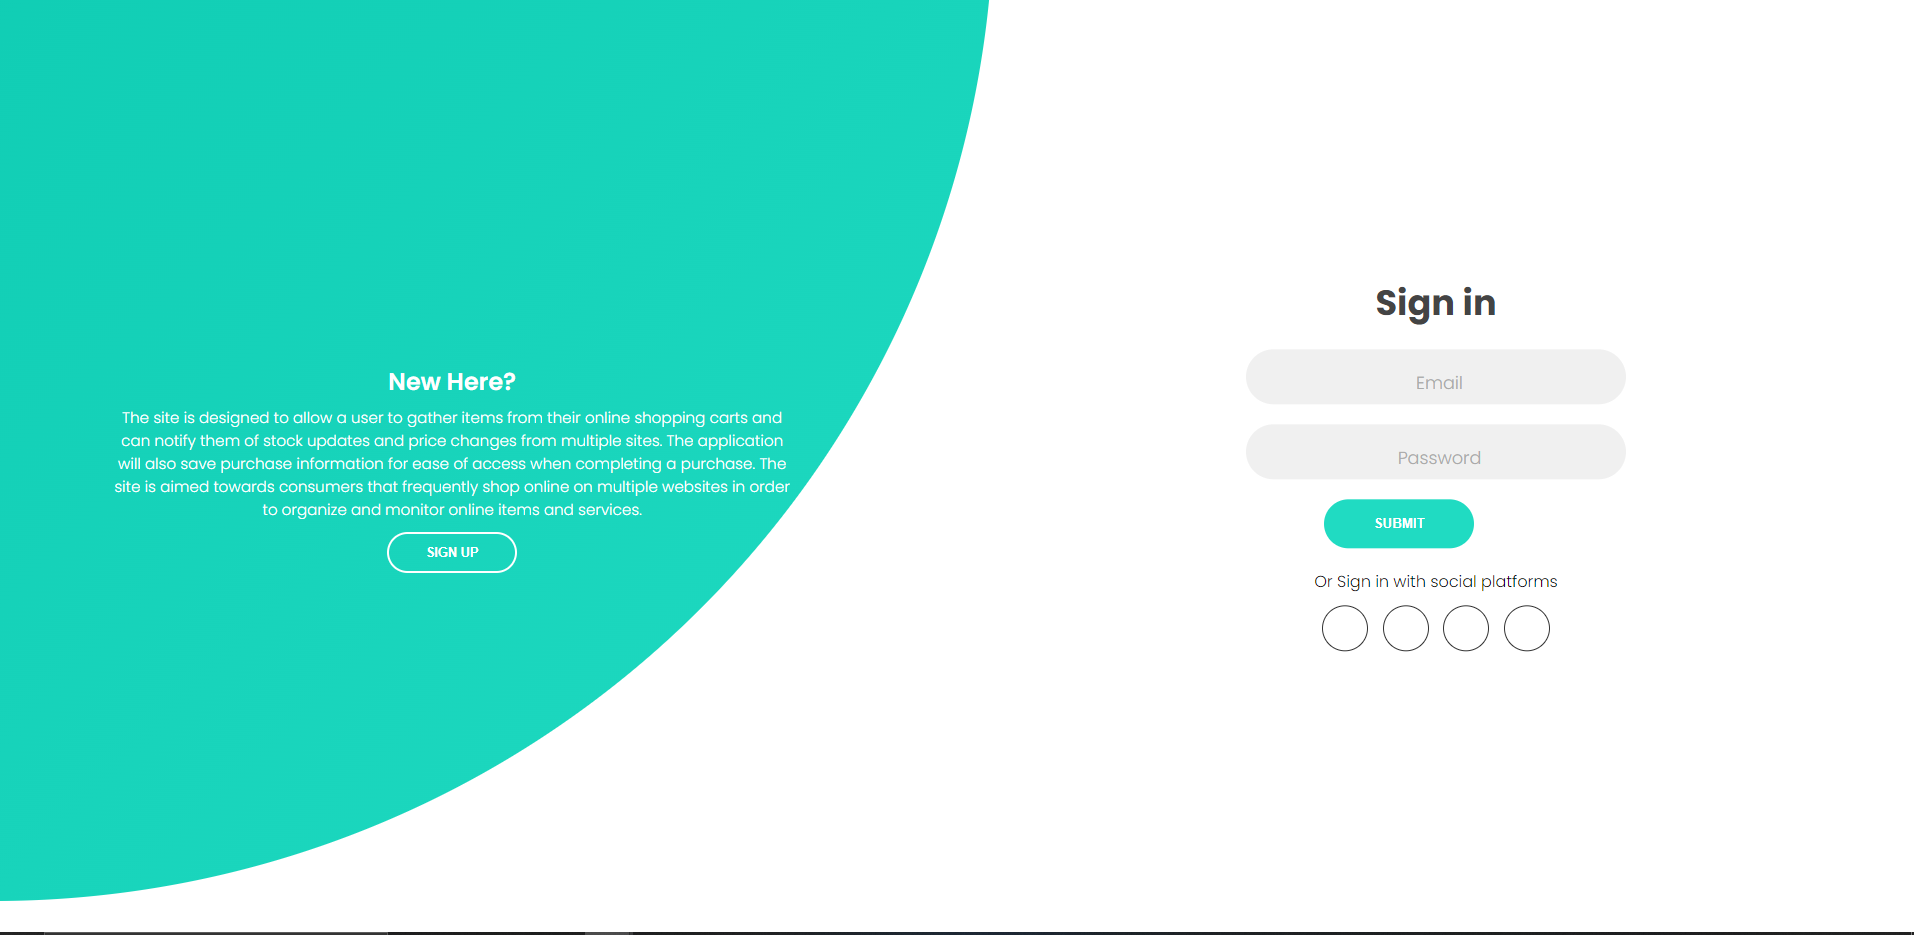 New Here?
The site is designed to allow a user to gather items from their online shopping carts and
can notify them of stock updates and price changes from multiple sites. The application
will also save purchase information for ease of access when completing a purchase. The
site is aimed towards consumers that frequently shop online on multiple websites in order
to organize and monitor online items and services.
SIGN UP
Sign in
Email
Password
SUBMIT
Or Sign in with social platforms